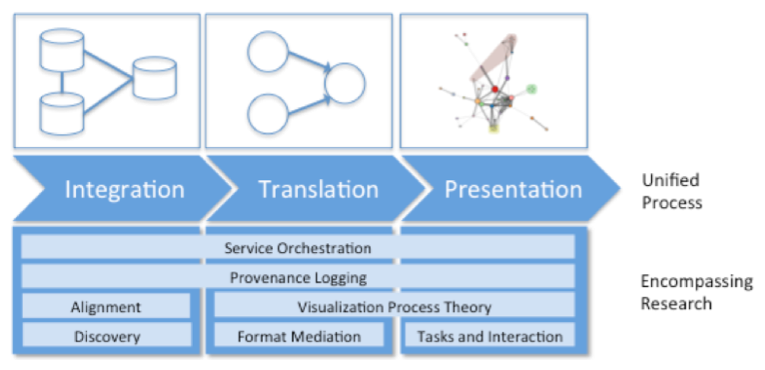 Integration
Translation
Presentation
Unified
Process
Service Orchestration
Provenance Logging
Alignment
Visualization Process Theory
Discovery
Format Mediation
Tasks and Interaction
Encompassing
Research